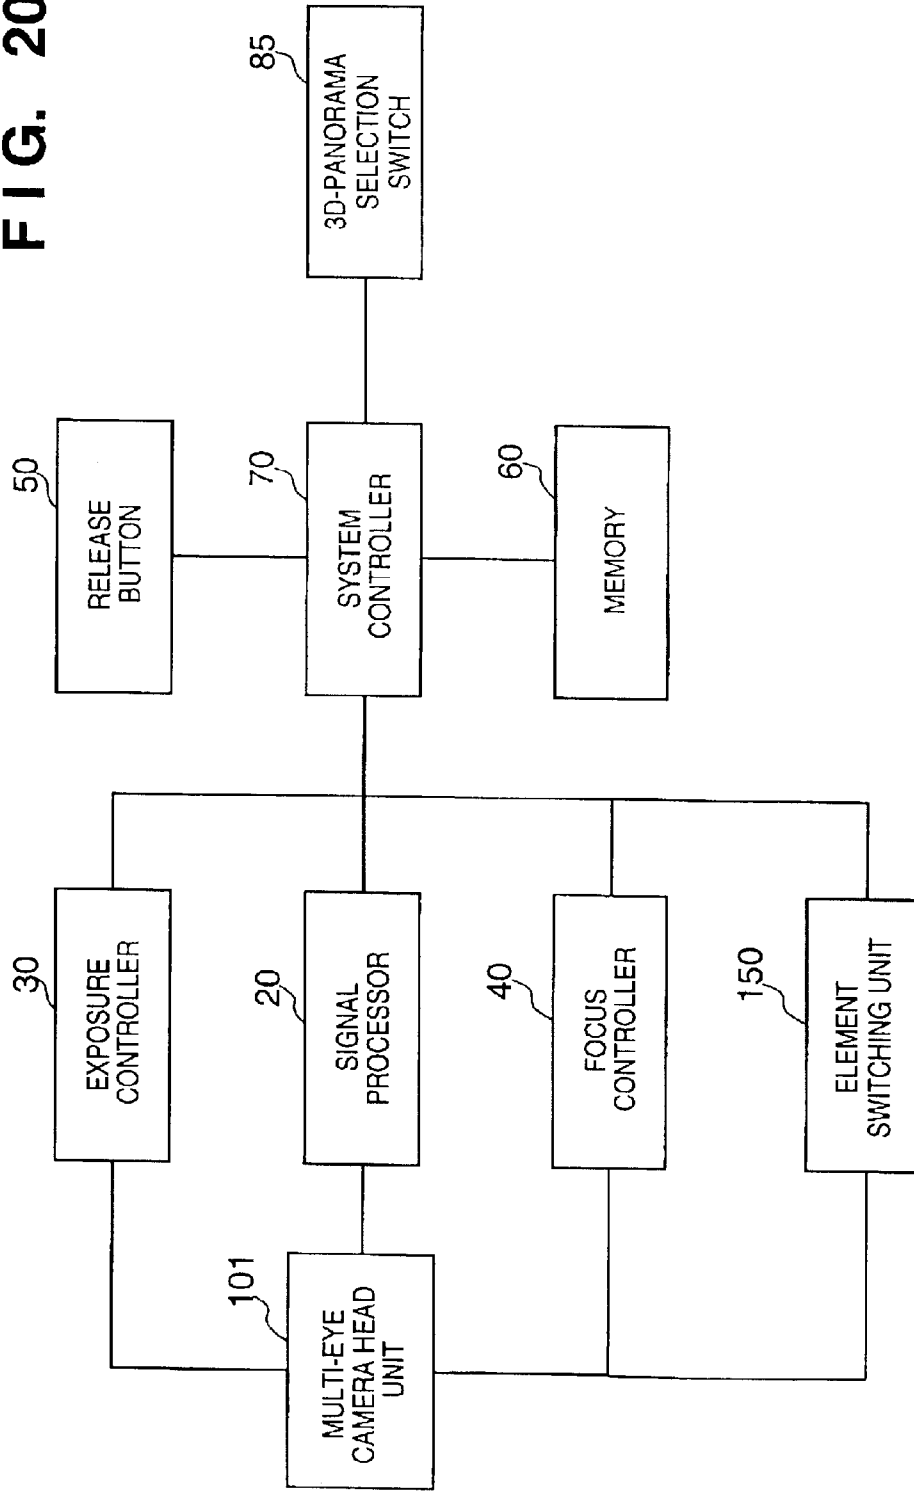 FIG. 20
30
EXPOSURE
CONTROLLER
50
RELEASE
BUTTON
101
MULTI-EYE
CAMERA HEAD
UNIT
20
SIGNAL
PROCESSOR
70
SYSTEM
CONTROLLER
85
3D-PANORAMA
SELECTION
SWITCH
40
FOCUS
CONTROLLER
60
MEMORY
150
ELEMENT
SWITCHING UNIT